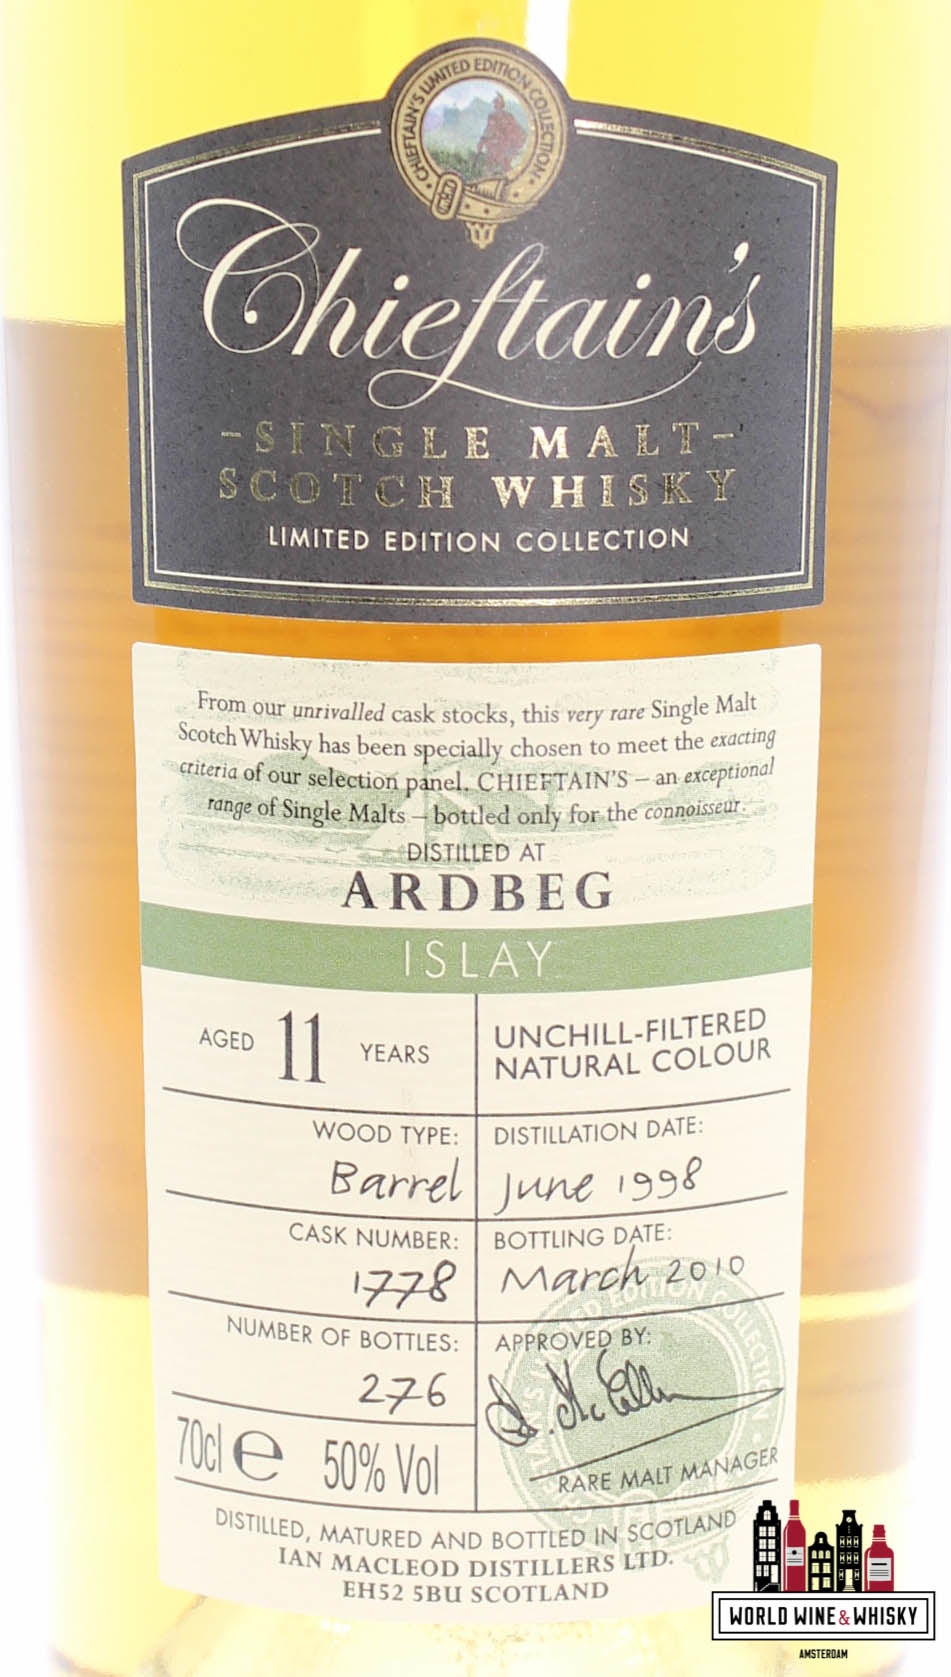 CHIEFTAIN'S LIMITED EDITION COLLECTION
Chieftain's
-SINGLE MALT-
SCOTCH WHISKY
LIMITED EDITION COLLECTION
From our unrivalled cask stocks, this very rare Single Malt
Scotch Whisky has been specially chosen to meet the exacting
criteria of our selection panel. CHIEFTAIN'S – an exceptional
range of Single Malts – bottled only for the connoisseur.
DISTILLED AT
ARDBEG
ISLAY
AGED 11 YEARS
UNCHILL-FILTERED
NATURAL COLOUR
WOOD TYPE:
Barrel
DISTILLATION DATE:
June 1998
CASK NUMBER:
1778
BOTTLING DATE:
March 2010
NUMBER OF BOTTLES:
276
APPROVED BY:
RARE MALT MANAGER
70cl e 50% Vol
DISTILLED, MATURED AND BOTTLED IN SCOTLAND
IAN MACLEOD DISTILLERS LTD.
EH52 5BU SCOTLAND
WORLD WINE & WHISKY
AMSTERDAM